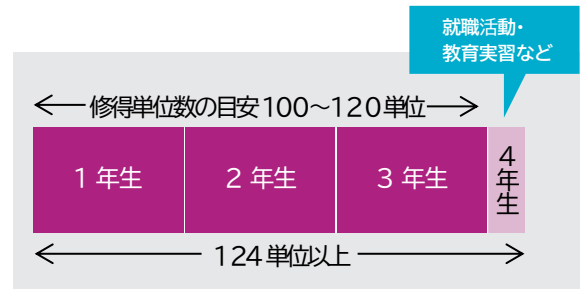 就職活動・
教育実習など
修得単位数の目安100～120単位
1 年生
2 年生
3 年生
4年生
124単位以上